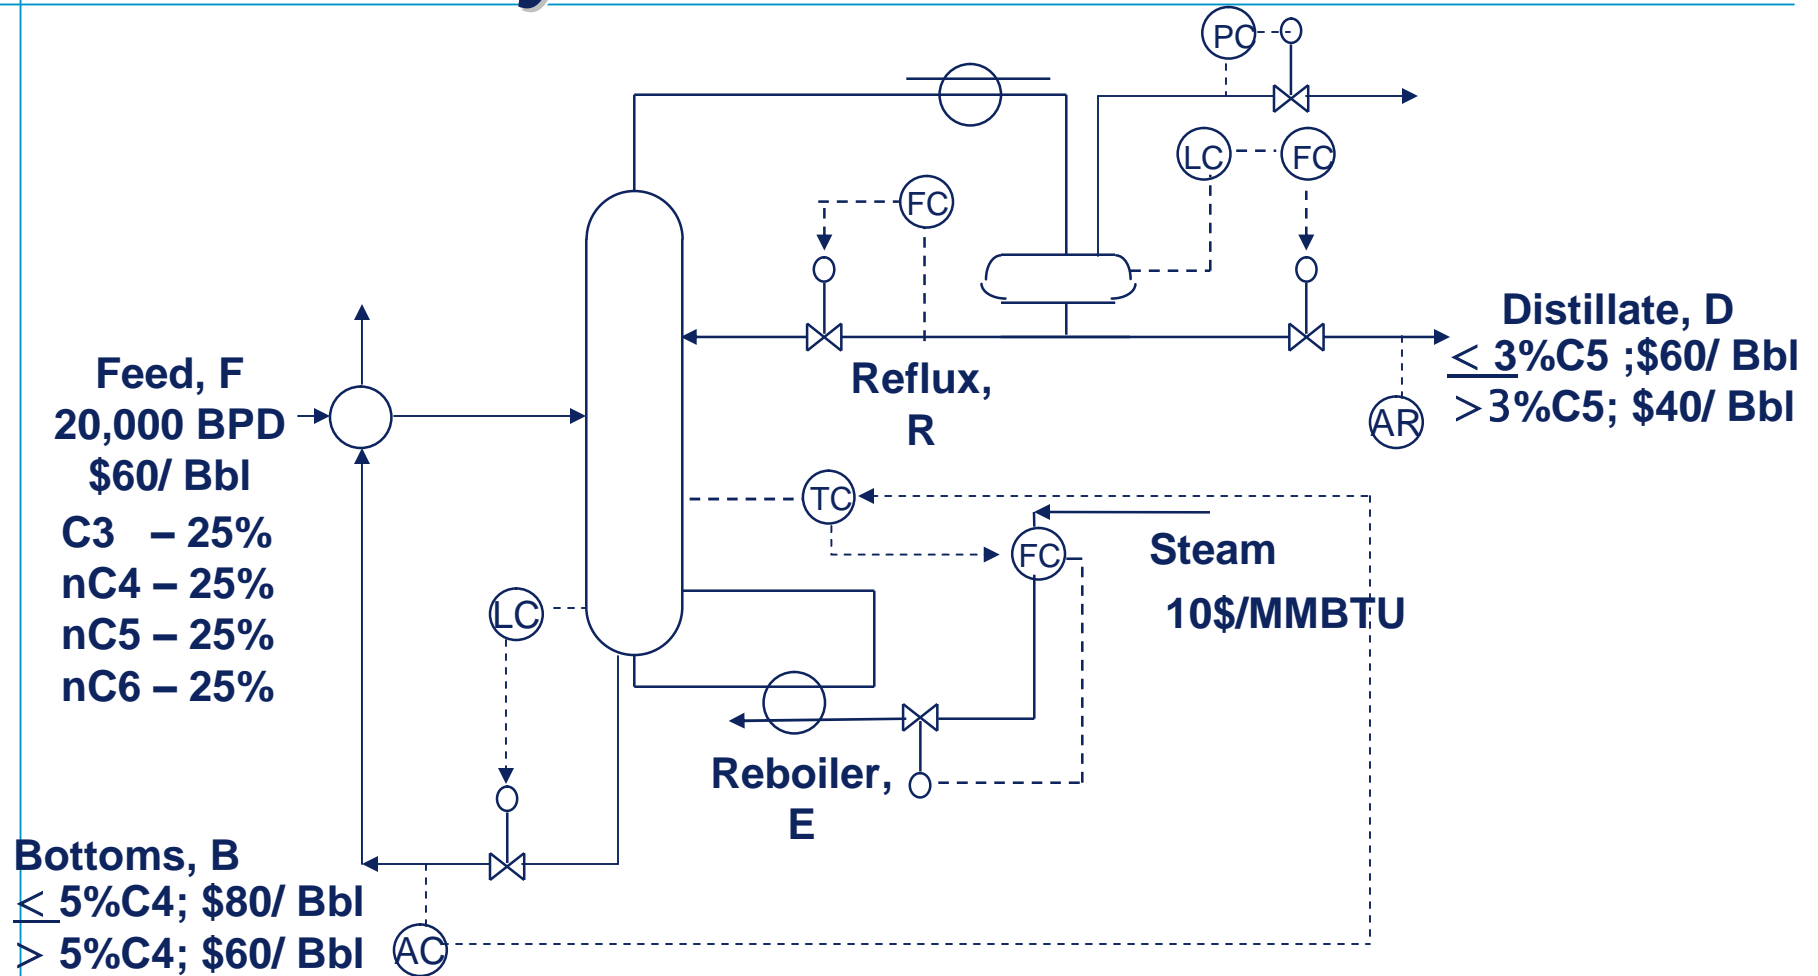 PC
LC
FC
FC
Distillate, D
< 3%C5 ;$60/ Bbl
>3%C5; $40/ Bbl
AR
Feed, F
20,000 BPD
$60/ Bbl
C3 – 25%
nC4 – 25%
nC5 – 25%
nC6 – 25%
Reflux,
R
TC
FC
Steam
10$/MMBTU
LC
Reboiler,
E
Bottoms, B
< 5%C4; $80/ Bbl
> 5%C4; $60/ Bbl
AC